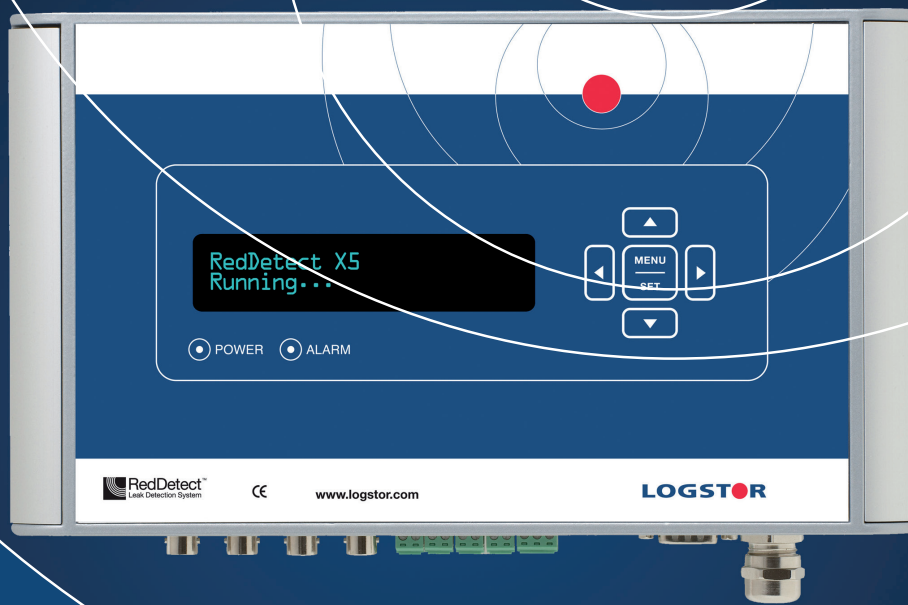 RedDetect X5
Running...
MENU
SET
POWER ALARM
RedDetect™
Leak Detection System
CE
www.logstor.com
LOGSTOR